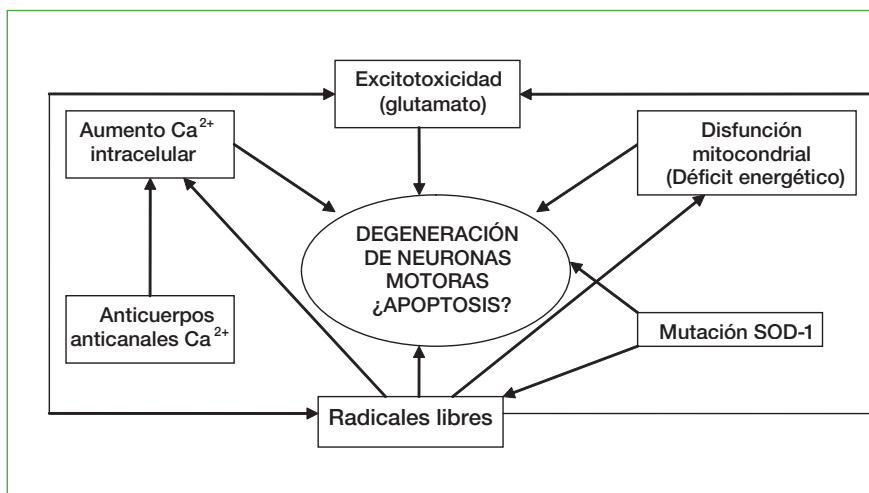 Excitotoxicidad
(glutamato)
Aumento Ca²⁺
intracelular
Disfunción
mitocondrial
(Déficit energético)
DEGENERACIÓN
DE NEURONAS
MOTORAS
¿APOPTOSIS?
Anticuerpos
anticanales Ca²⁺
Mutación SOD-1
Radicales libres